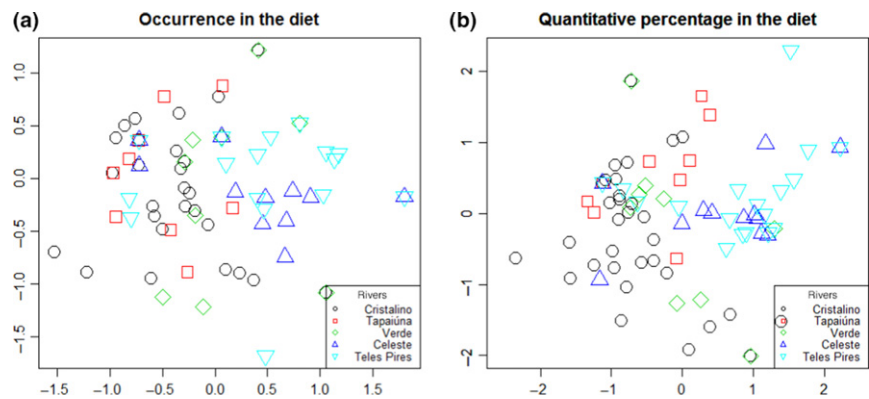 (a) Occurrence in the diet
1.0
0.5
0.0
−0.5
−1.0
−1.5
−1.5 −1.0 −0.5 0.0 0.5 1.0 1.5
Rivers
Cristalino
Tapaiúna
Verde
Celeste
Teles Pires
(b) Quantitative percentage in the diet
2
1
0
−1
−2
−2 −1 0 1 2
Rivers
Cristalino
Tapaiúna
Verde
Celeste
Teles Pires